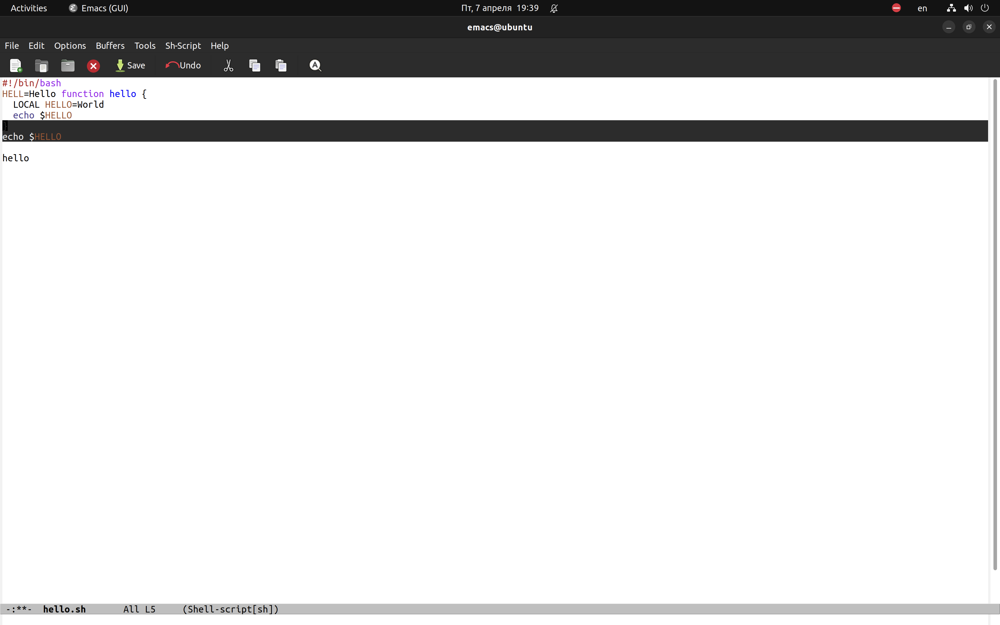 Activities Emacs (GUI) Пт, 7 апреля 19:39 en
emacs@ubuntu
File Edit Options Buffers Tools Sh-Script Help
Save Undo
#!/bin/bash
HELL=Hello function hello {
  LOCAL HELLO=World
  echo $HELLO
}
echo $HELLO
hello
-:**- hello.sh All L5 (Shell-script[sh])